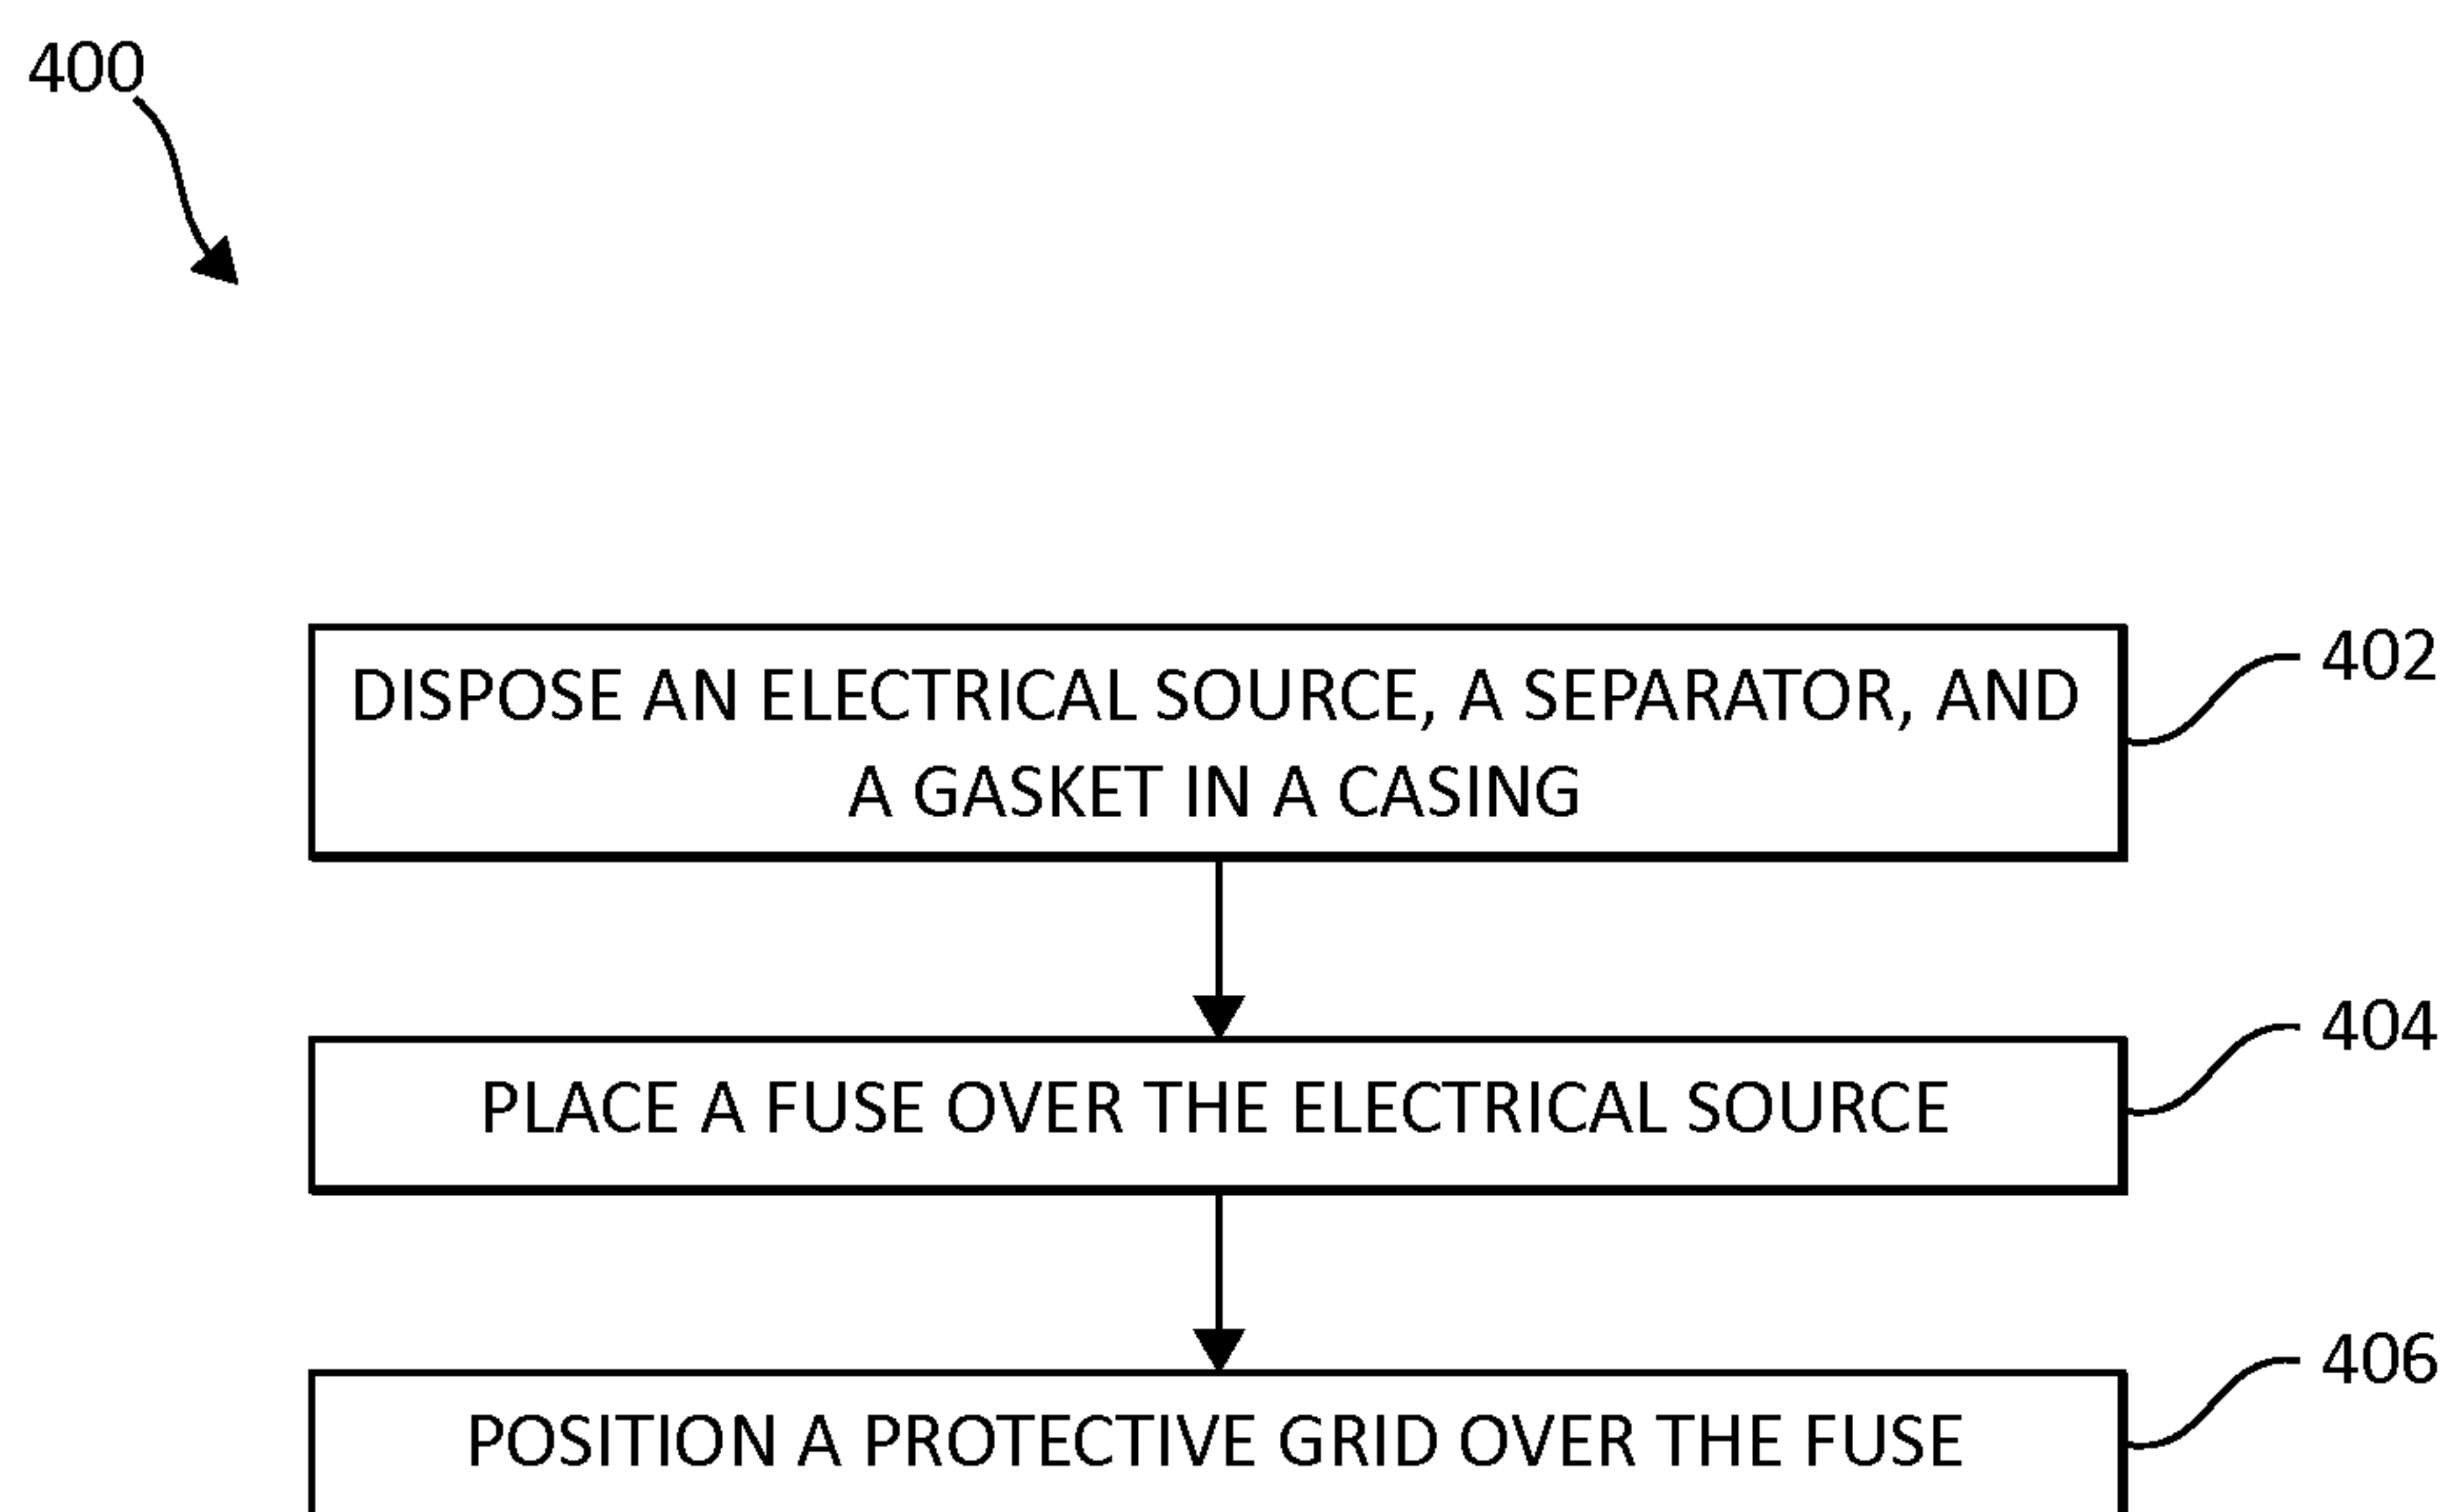 400
DISPOSE AN ELECTRICAL SOURCE, A SEPARATOR, AND
A GASKET IN A CASING
402
PLACE A FUSE OVER THE ELECTRICAL SOURCE
404
POSITION A PROTECTIVE GRID OVER THE FUSE
406